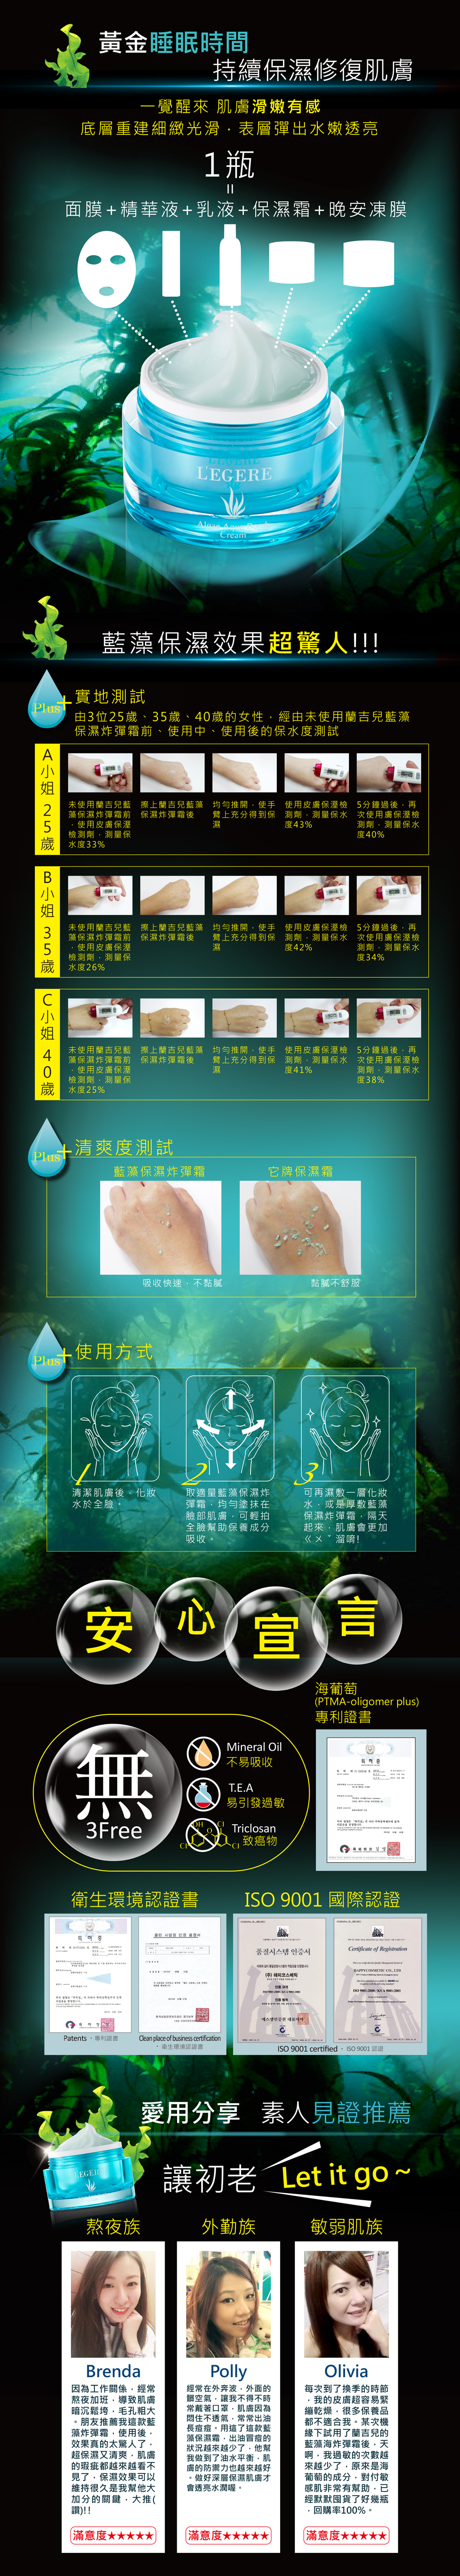 黃金睡眠時間
持續保濕修復肌膚
一覺醒來 肌膚滑嫩有感
底層重建細緻光滑．表層彈出水嫩透亮
1瓶
=
面膜+精華液+乳液+保濕霜+晚安凍膜
L'EGERE
Cream
藍藻保濕效果超驚人!!!
Plus
+實地測試
由3位25歲、35歲、40歲的女性，經由未使用蘭吉兒藍藻
保濕炸彈霜前、使用中、使用後的保水度測試
A小姐25歲
未使用蘭吉兒藍
藻保濕炸彈霜前
．使用皮膚保溼
檢測劑．測量保
水度33%
擦上蘭吉兒藍藻
保濕炸彈霜後
均勻推開．使手
臂上充分得到保
濕
使用皮膚保溼檢
測劑．測量保水
度43%
5分鐘過後．再
次使用膚保溼檢
測劑．測量保水
度40%
B小姐35歲
未使用蘭吉兒藍
藻保濕炸彈霜前
．使用皮膚保溼
檢測劑．測量保
水度26%
擦上蘭吉兒藍藻
保濕炸彈霜後
均勻推開．使手
臂上充分得到保
濕
使用皮膚保溼檢
測劑．測量保水
度42%
5分鐘過後．再
次使用膚保溼檢
測劑．測量保水
度34%
C小姐40歲
未使用蘭吉兒藍
藻保濕炸彈霜前
．使用皮膚保溼
檢測劑．測量保
水度25%
擦上蘭吉兒藍藻
保濕炸彈霜後
均勻推開．使手
臂上充分得到保
濕
使用皮膚保溼檢
測劑．測量保水
度41%
5分鐘過後．再
次使用膚保溼檢
測劑．測量保水
度38%
Plus
+清爽度測試
藍藻保濕炸彈霜
它牌保濕霜
吸收快速．不黏膩
黏膩不舒服
Plus
+使用方式
1
清潔肌膚後．化妝
水於全臉。
2
取適量藍藻保濕炸
彈霜．均勻塗抹在
臉部肌膚．可輕拍
全臉幫助保養成分
吸收。
3
可再濕敷一層化妝
水．或是厚敷藍藻
保濕炸彈霜．隔天
起來．肌膚會更加
ㄍㄨˇ溜唷!
安心宣言
海葡萄
(PTMA-oligomer plus)
專利證書
無
3Free
Mineral Oil
不易吸收
T.E.A
易引發過敏
Triclosan
致癌物
衛生環境認證書
ISO 9001 國際認證
Certificate of Registration
Patents ．專利證書
Clean place of business certification
．衛生環境認證書
ISO 9001 certified ．ISO 9001 認證
愛用分享 素人見證推薦
讓初老 Let it go~
熬夜族
外勤族
敏弱肌族
Brenda
因為工作關係．經常
熬夜加班．導致肌膚
暗沉鬆垮．毛孔粗大
。朋友推薦我這款藍
藻炸彈霜．使用後．
效果真的太驚人了．
超保濕又清爽．肌膚
的瑕疵都越來越看不
見了．保濕效果可以
維持很久是我幫他大
加分的關鍵．大推(
讚)!!
滿意度★★★★★
Polly
經常在外奔波．外面的
髒空氣．讓我不得不時
常戴著口罩．肌膚因為
悶住不透氣．常常出油
長痘痘．用這了這款藍
藻保濕霜．出油冒痘的
狀況越來越少了．他幫
我做到了油水平衡．肌
膚的防禦力也越來越好
。做好深層保濕肌膚才
會透亮水潤喔。
滿意度★★★★★
Olivia
每次到了換季的時節
．我的皮膚超容易緊
繃乾燥．很多保養品
都不適合我。某次機
緣下試用了蘭吉兒的
藍藻海炸彈霜後．天
啊．我過敏的次數越
來越少了．原來是海
葡萄的成分．對付敏
感肌非常有幫助．已
經默默囤貨了好幾瓶
．回購率100%。
滿意度★★★★★